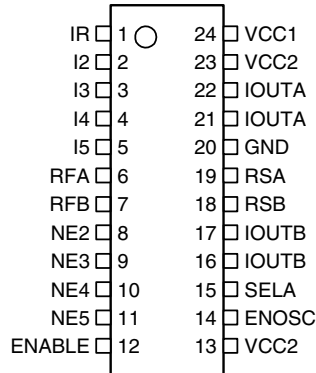 IR 1 24 VCC1
I2 2 23 VCC2
I3 3 22 IOUTA
I4 4 21 IOUTA
I5 5 20 GND
RFA 6 19 RSA
RFB 7 18 RSB
NE2 8 17 IOUTB
NE3 9 16 IOUTB
NE4 10 15 SELA
NE5 11 14 ENOSC
ENABLE 12 13 VCC2